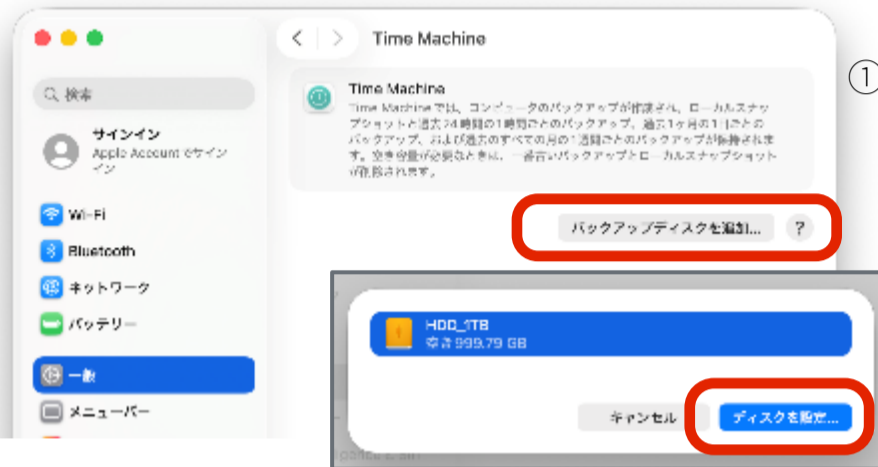 Time Machine
①
検索
Time Machine
Time Machineでは、コンピュータのバックアップが作成され、ローカルスナッ
プショットと過去24時間の1時間ごとのバックアップ、過去1ヶ月の1日ごとの
バックアップ、および過去のすべての月の1週間ごとのバックアップが保持されま
す。空き容量が必要なときは、一番古いバックアップとローカルスナップショット
が削除されます。
サインイン
Apple Accountでサイン
イン
バックアップディスクを追加... ?
Wi-Fi
Bluetooth
ネットワーク
バッテリー
一般
メニューバー
HDD_1TB
空き 999.79 GB
キャンセル ディスクを設定...